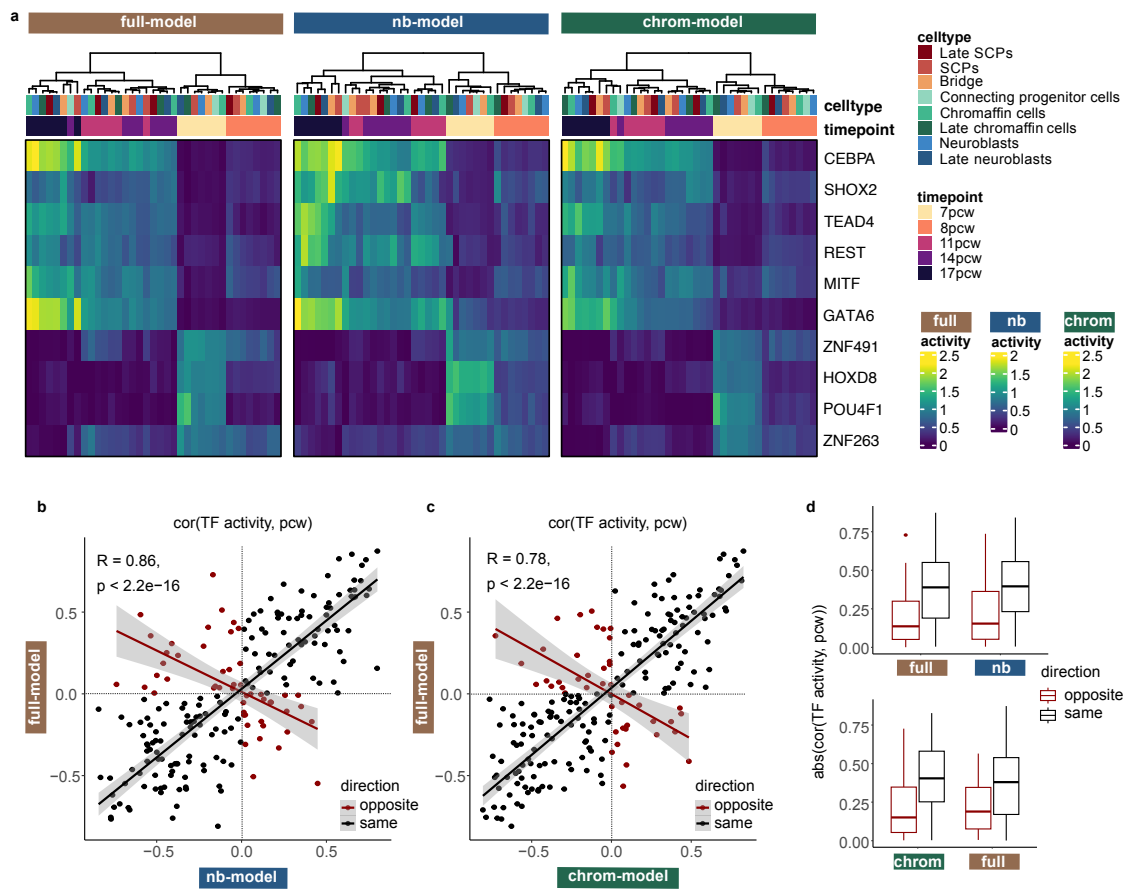 a
full-model
nb-model
chrom-model
celltype
timepoint
CEBPA
SHOX2
TEAD4
REST
MITF
GATA6
ZNF491
HOXD8
POU4F1
ZNF263
celltype
Late SCPs
SCPs
Bridge
Connecting progenitor cells
Chromaffin cells
Late chromaffin cells
Neuroblasts
Late neuroblasts
timepoint
7pcw
8pcw
11pcw
14pcw
17pcw
full
activity
2.5
2
1.5
1
0.5
0
nb
activity
2
1.5
1
0.5
0
chrom
activity
2.5
2
1.5
1
0.5
0
b
cor(TF activity, pcw)
R = 0.86,
p < 2.2e−16
full-model
0.5
0.0
−0.5
−0.5
0.0
0.5
nb-model
direction
opposite
same
c
cor(TF activity, pcw)
R = 0.78,
p < 2.2e−16
full-model
0.5
0.0
−0.5
−0.5
0.0
0.5
chrom-model
direction
opposite
same
d
abs(cor(TF activity, pcw))
0.75
0.50
0.25
0.00
full
nb
0.75
0.50
0.25
0.00
chrom
full
direction
opposite
same